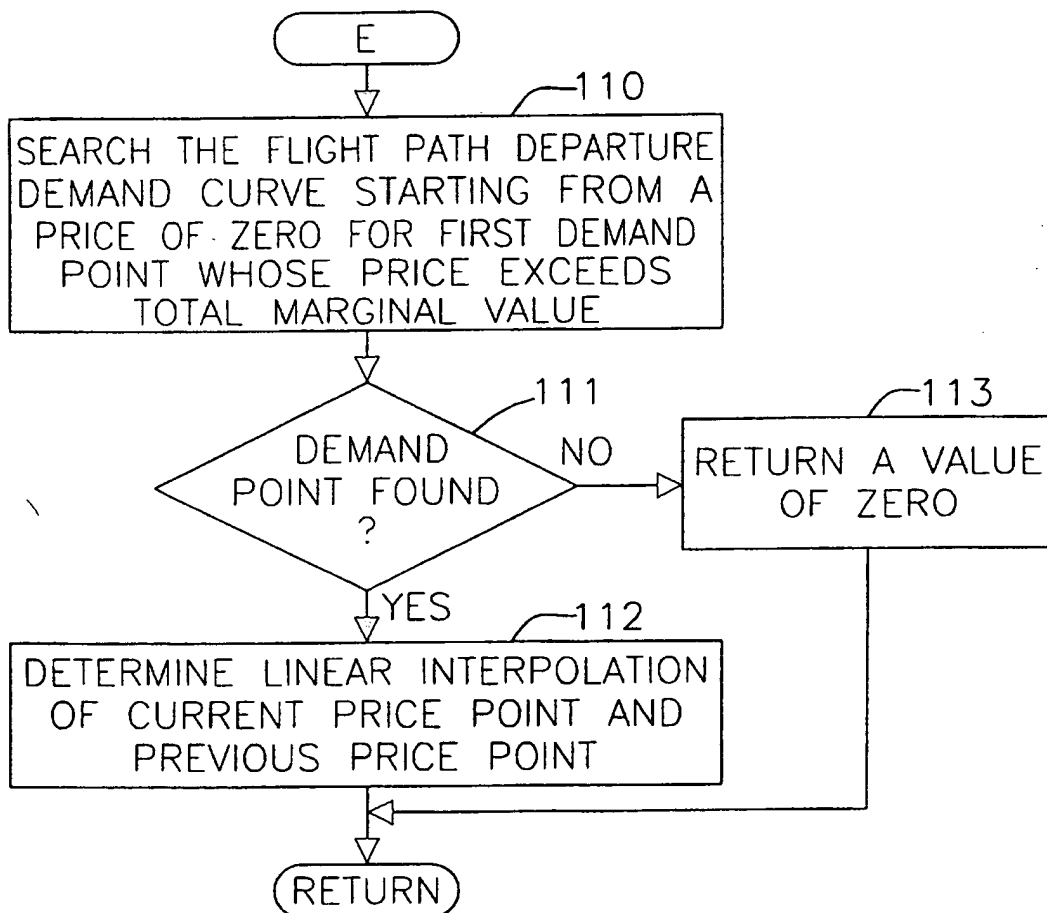 E
110
SEARCH THE FLIGHT PATH DEPARTURE
DEMAND CURVE STARTING FROM A
PRICE OF ZERO FOR FIRST DEMAND
POINT WHOSE PRICE EXCEEDS
TOTAL MARGINAL VALUE
111
DEMAND
POINT FOUND
?
NO
113
RETURN A VALUE
OF ZERO
YES
112
DETERMINE LINEAR INTERPOLATION
OF CURRENT PRICE POINT AND
PREVIOUS PRICE POINT
RETURN